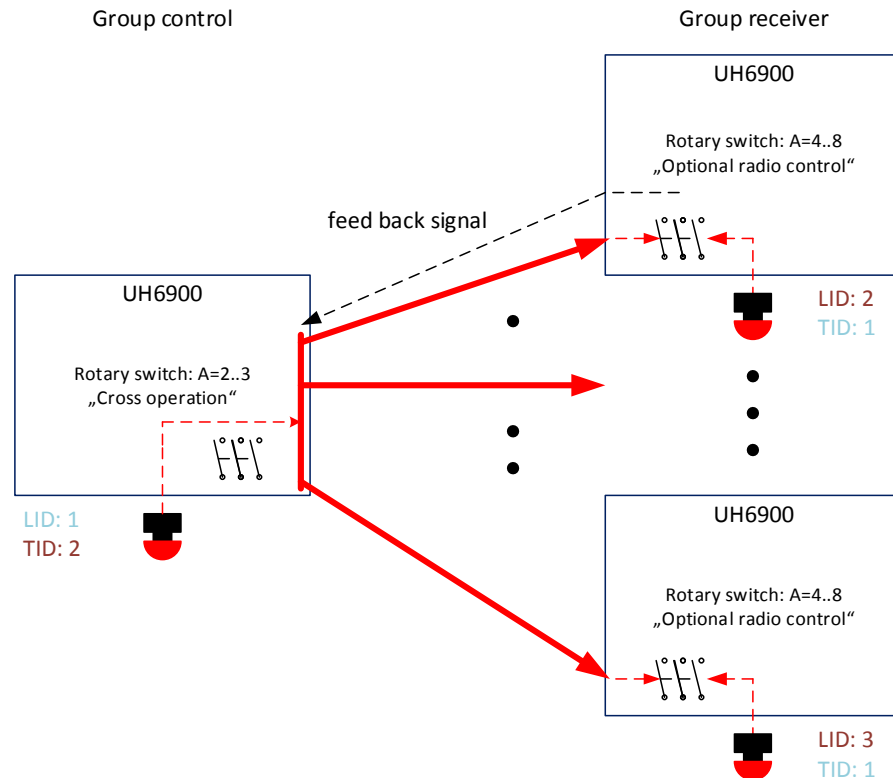 Group control
Group receiver
UH6900
Rotary switch: A=4..8
„Optional radio control“
feed back signal
LID: 2
TID: 1
UH6900
Rotary switch: A=2..3
„Cross operation“
LID: 1
TID: 2
UH6900
Rotary switch: A=4..8
„Optional radio control“
LID: 3
TID: 1